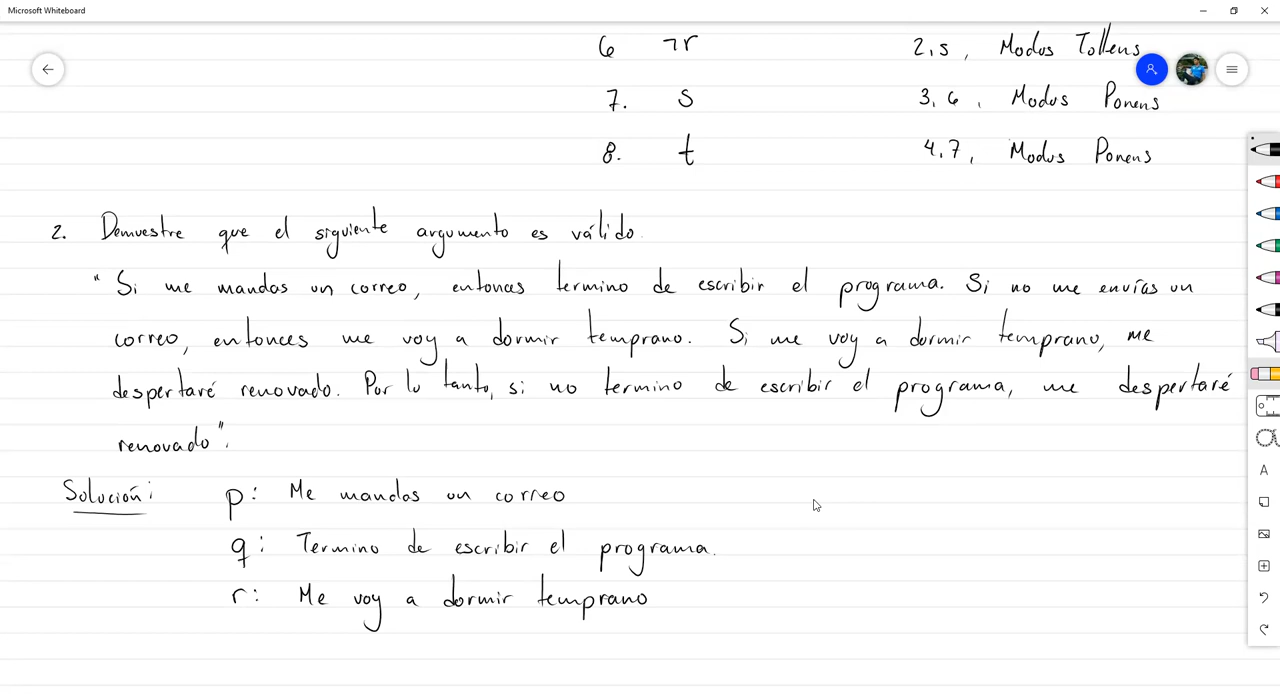 Microsoft Whiteboard
6 ¬r 2,5, Modus Tollens
7. s 3,6, Modus Ponens
8. t 4,7, Modus Ponens
2. Demuestre que el siguiente argumento es válido.
"Si me mandas un correo, entonces termino de escribir el programa. Si no me envías un
correo, entonces me voy a dormir temprano. Si me voy a dormir temprano, me
despertaré renovado. Por lo tanto, si no termino de escribir el programa, me despertaré
renovado".
Solución: p: Me mandas un correo
q: Termino de escribir el programa.
r: Me voy a dormir temprano